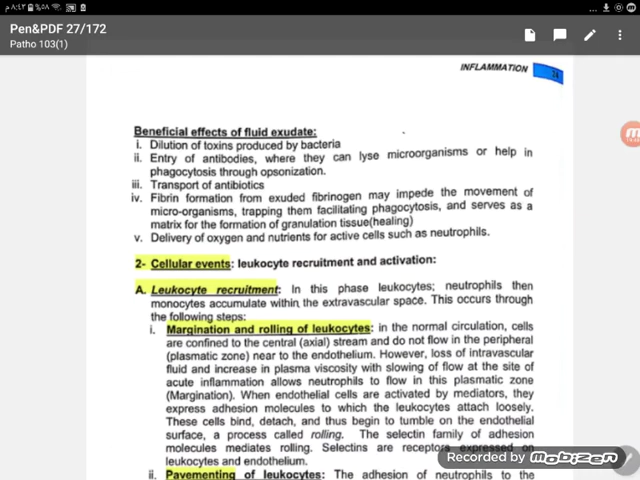 ٨:٤٣ م ٪٥٨
Pen&PDF 27/172
Patho 103(1)
INFLAMMATION
Beneficial effects of fluid exudate:
i. Dilution of toxins produced by bacteria
ii. Entry of antibodies, where they can lyse microorganisms or help in
phagocytosis through opsonization.
iii. Transport of antibiotics
iv. Fibrin formation from exuded fibrinogen may impede the movement of
micro-organisms, trapping them facilitating phagocytosis, and serves as a
matrix for the formation of granulation tissue(healing)
v. Delivery of oxygen and nutrients for active cells such as neutrophils.
2- Cellular events: leukocyte recruitment and activation:
A. Leukocyte recruitment: In this phase leukocytes; neutrophils then
monocytes accumulate within the extravascular space. This occurs through
the following steps:
i. Margination and rolling of leukocytes: in the normal circulation, cells
are confined to the central (axial) stream and do not flow in the peripheral
(plasmatic zone) near to the endothelium. However, loss of intravascular
fluid and increase in plasma viscosity with slowing of flow at the site of
acute inflammation allows neutrophils to flow in this plasmatic zone
(Margination). When endothelial cells are activated by mediators, they
express adhesion molecules to which the leukocytes attach loosely.
These cells bind, detach, and thus begin to tumble on the endothelial
surface, a process called rolling. The selectin family of adhesion
molecules mediates rolling. Selectins are receptors expressed on
leukocytes and endothelium.
Recorded by mobizen
ii. Pavementing of leukocytes: The adhesion of neutrophils to the